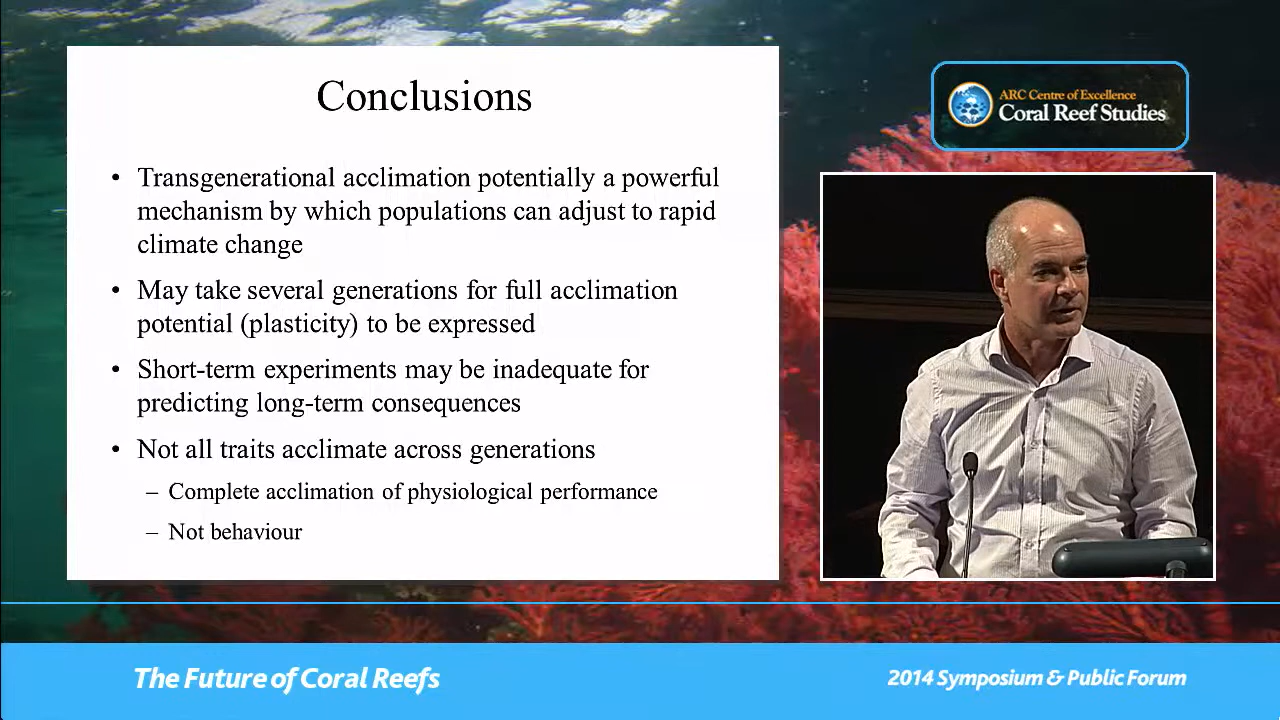 Conclusions
• Transgenerational acclimation potentially a powerful
mechanism by which populations can adjust to rapid
climate change
• May take several generations for full acclimation
potential (plasticity) to be expressed
• Short-term experiments may be inadequate for
predicting long-term consequences
• Not all traits acclimate across generations
– Complete acclimation of physiological performance
– Not behaviour
ARC Centre of Excellence
Coral Reef Studies
The Future of Coral Reefs
2014 Symposium & Public Forum